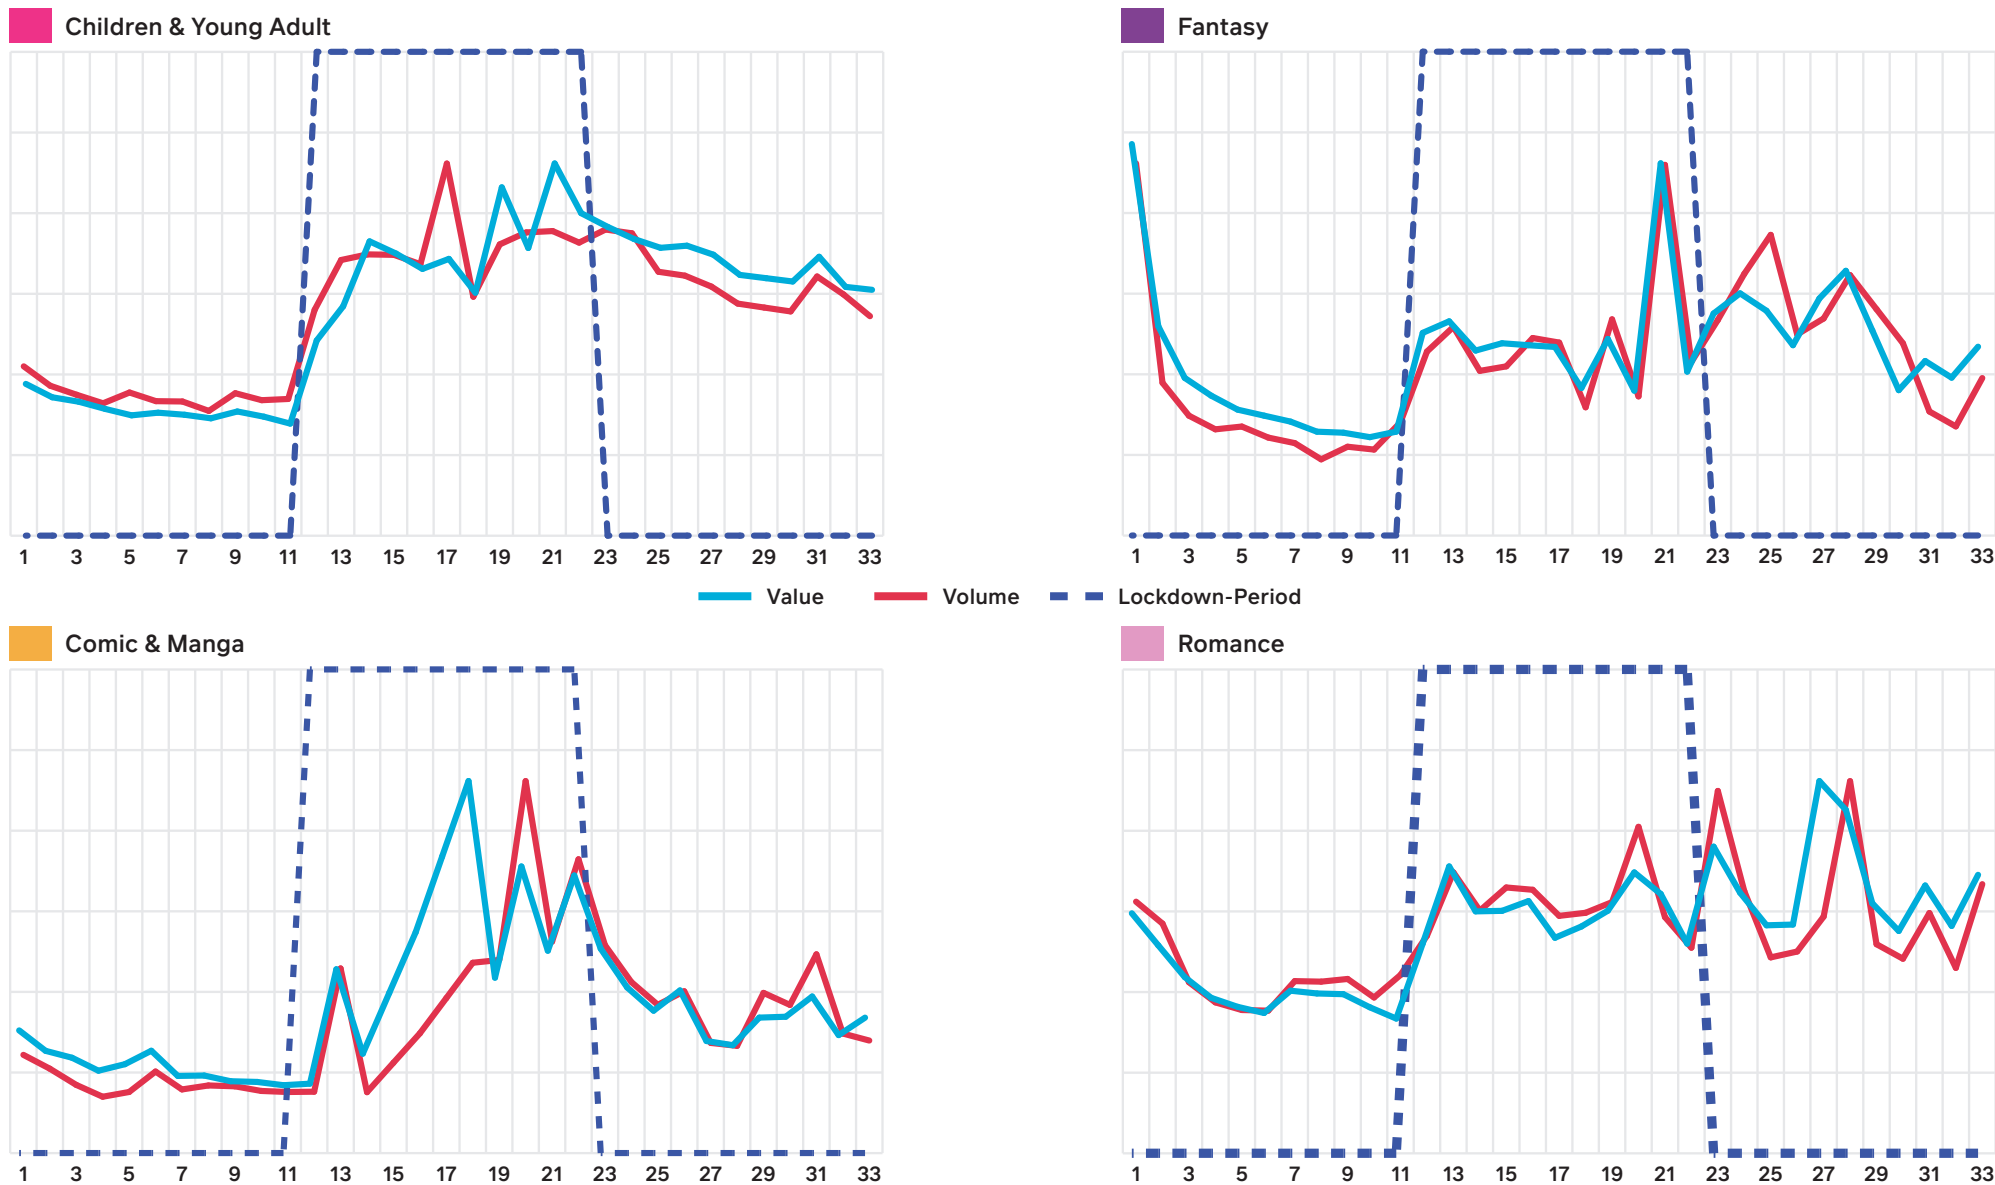 Children & Young Adult
1 3 5 7 9 11 13 15 17 19 21 23 25 27 29 31 33
Fantasy
1 3 5 7 9 11 13 15 17 19 21 23 25 27 29 31 33
Value Volume Lockdown-Period
Comic & Manga
1 3 5 7 9 11 13 15 17 19 21 23 25 27 29 31 33
Romance
1 3 5 7 9 11 13 15 17 19 21 23 25 27 29 31 33